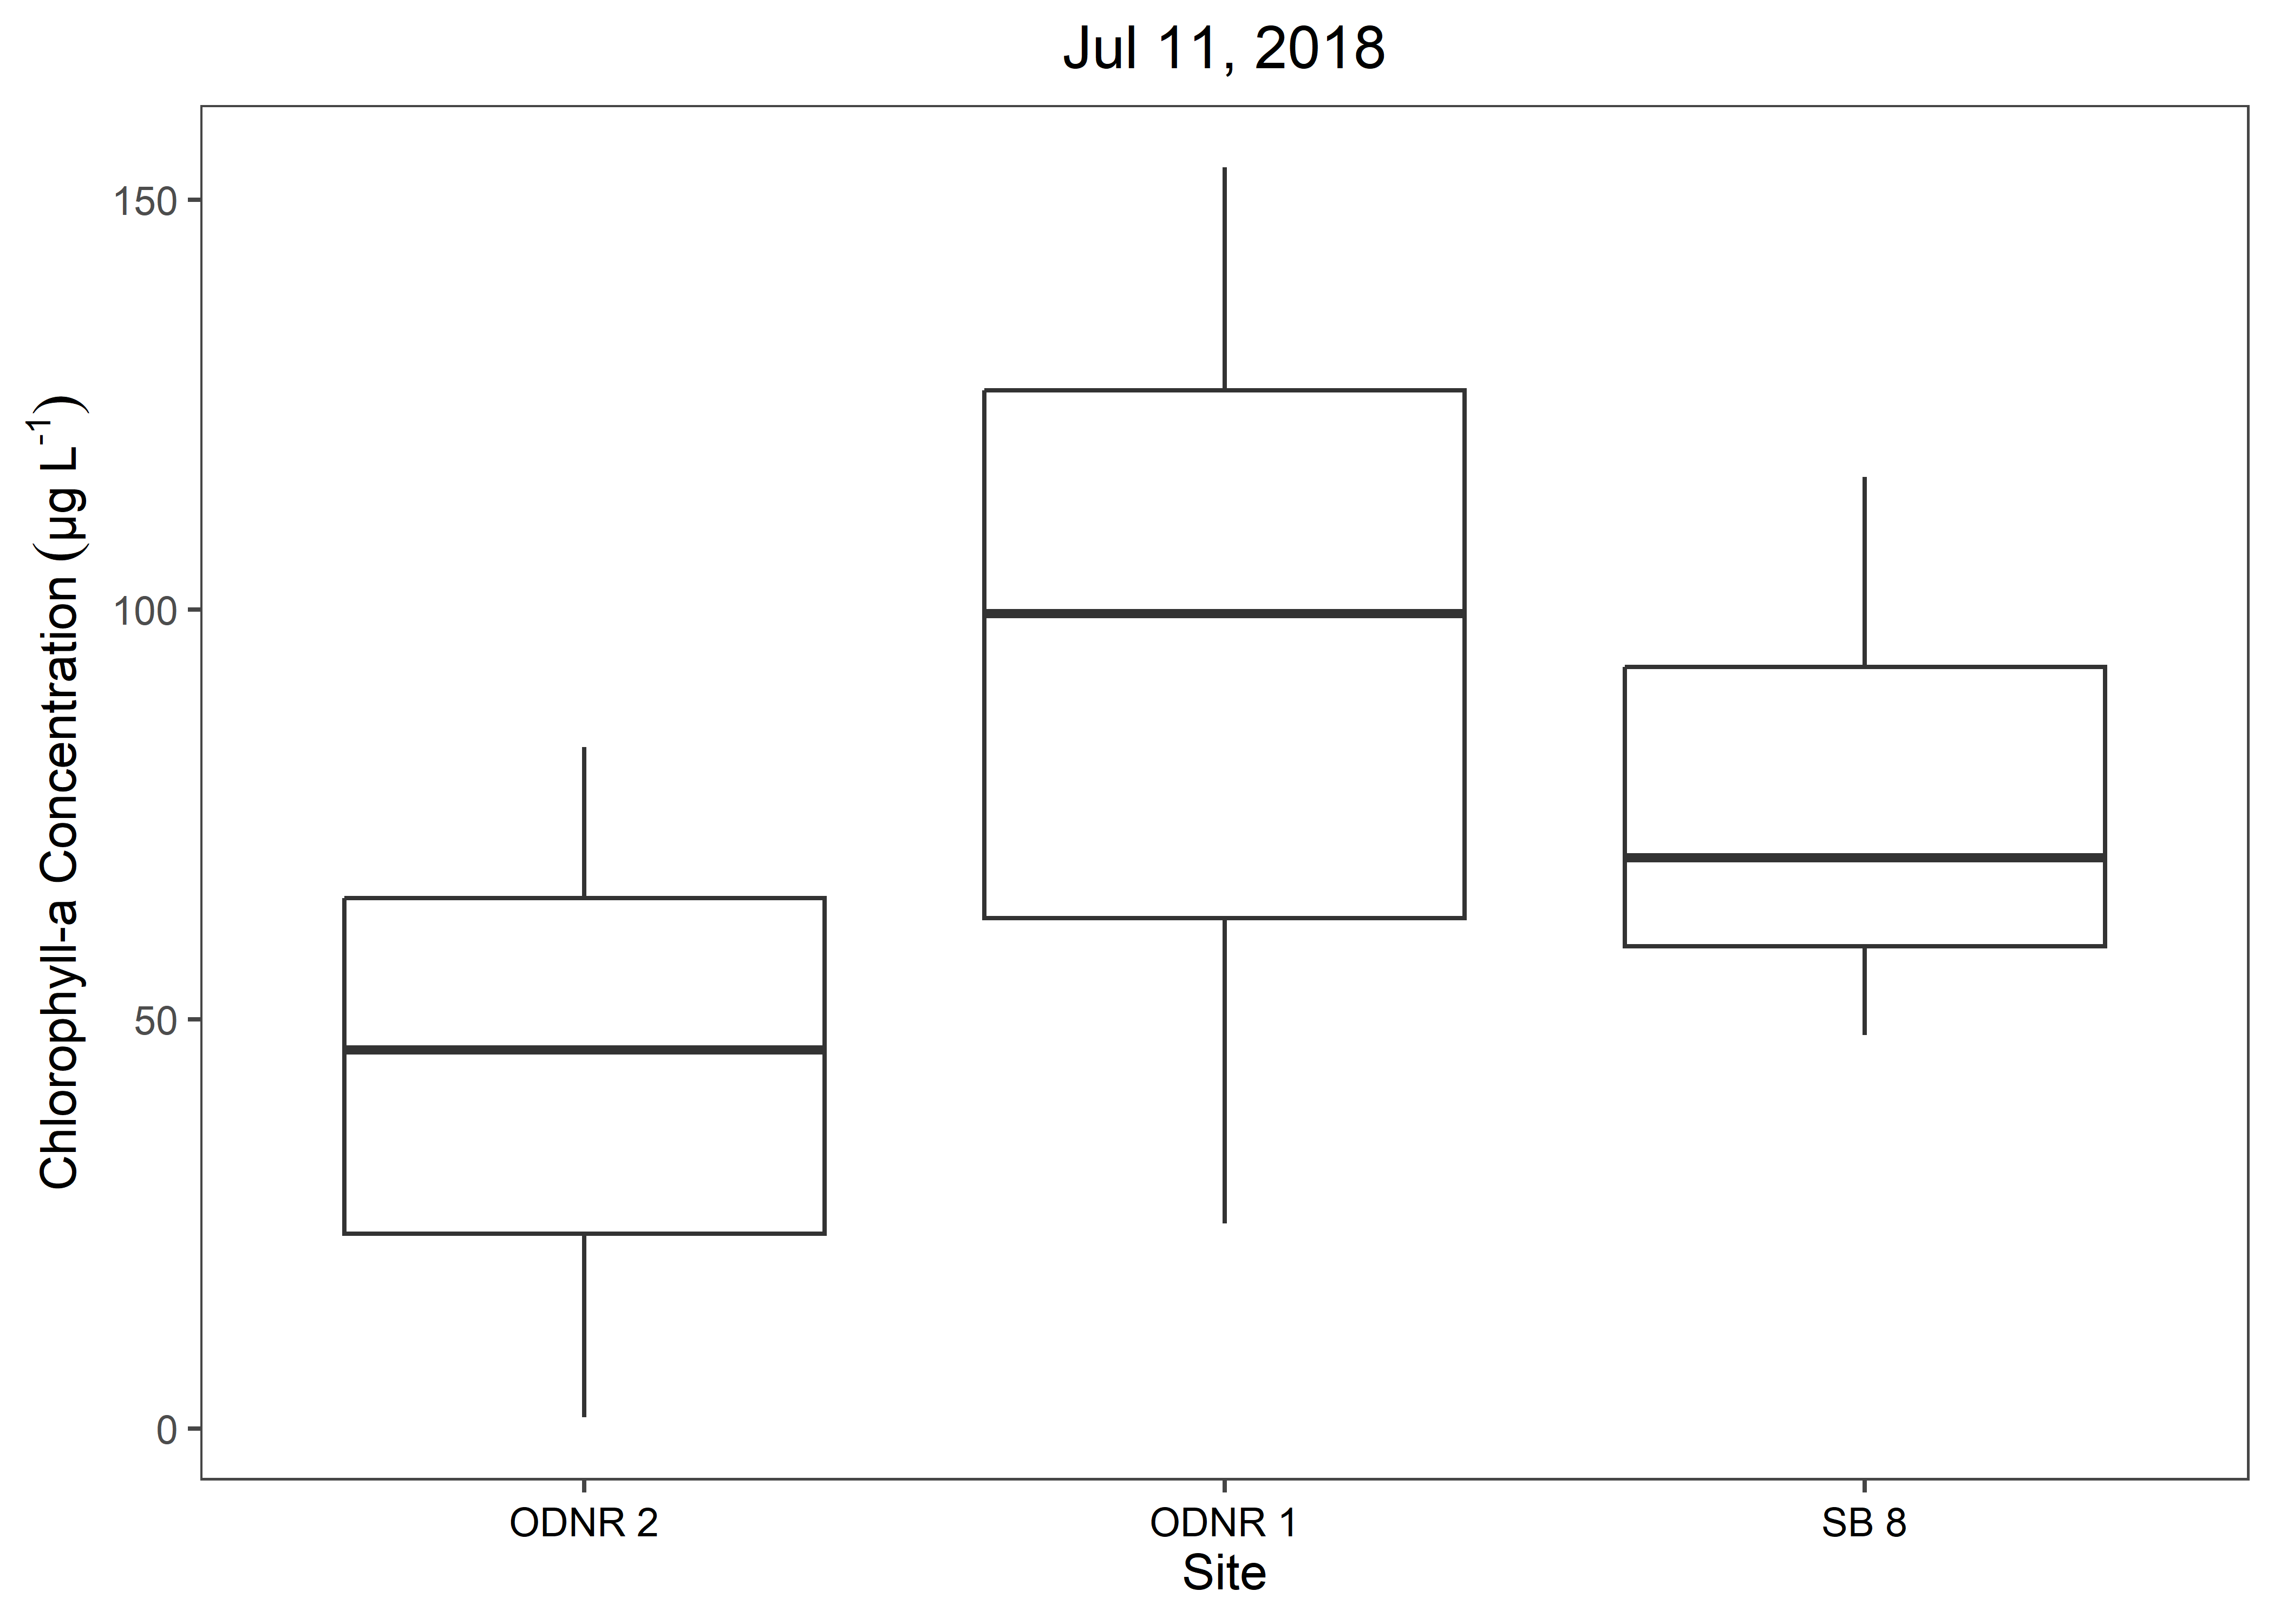 Jul 11, 2018
Chlorophyll-a Concentration (µg L⁻¹)
150
100
50
0
ODNR 2
ODNR 1
SB 8
Site